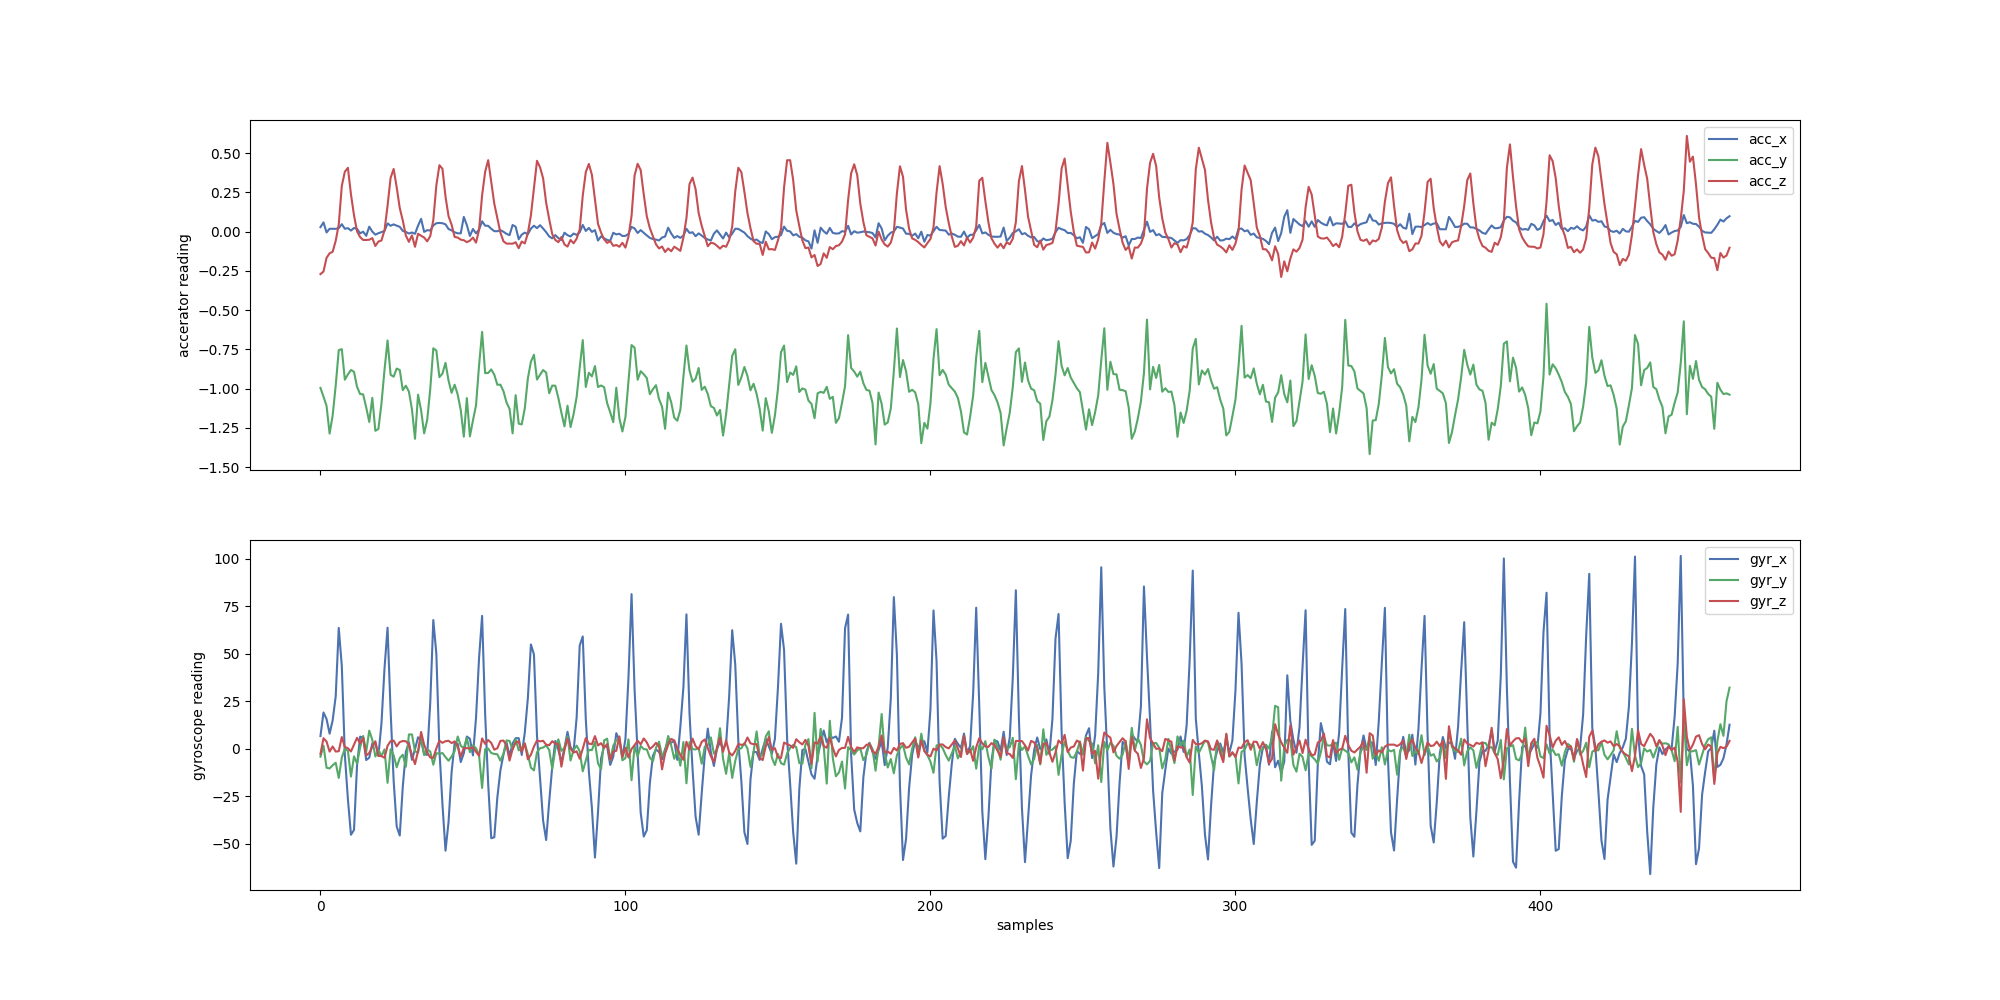 acc_x
acc_y
acc_z
0.50
0.25
0.00
−0.25
−0.50
−0.75
−1.00
−1.25
−1.50
accerator reading
gyr_x
gyr_y
gyr_z
100
75
50
25
0
−25
−50
gyroscope reading
0 100 200 300 400
samples